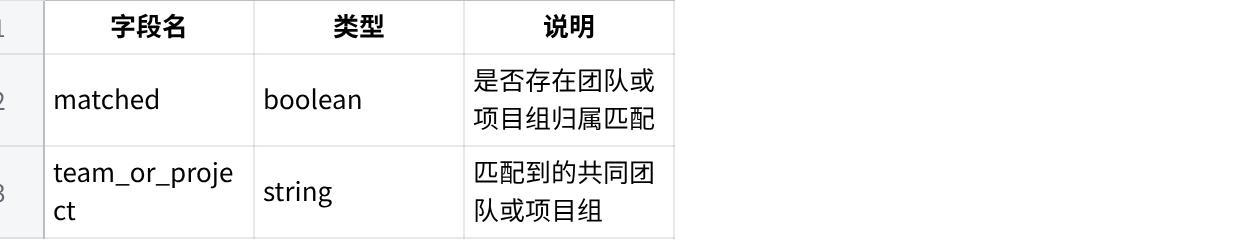 1 字段名 类型 说明
2 matched boolean 是否存在团队或
项目组归属匹配
3 team_or_proje string 匹配到的共同团
ct 队或项目组